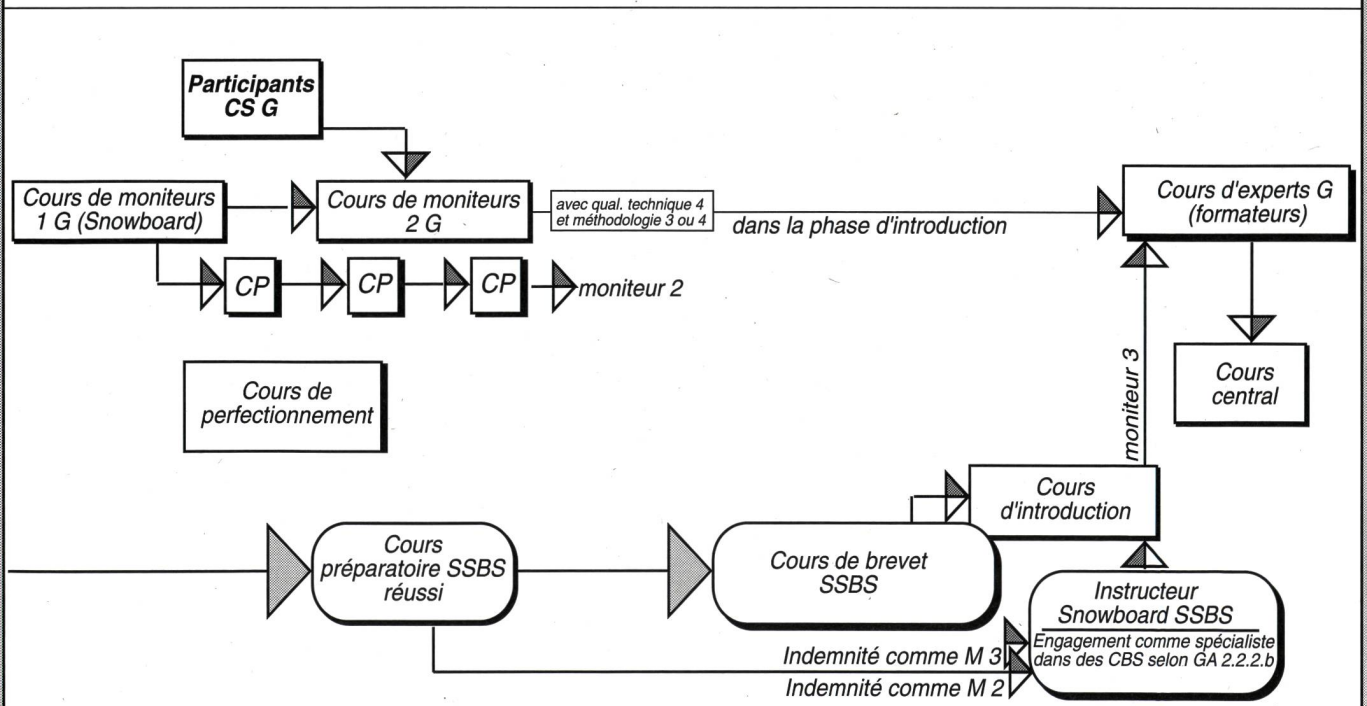 Participants
CS G
Cours de moniteurs
1 G (Snowboard)
Cours de moniteurs
2 G
avec qual. technique 4
et méthodologie 3 ou 4
dans la phase d'introduction
Cours d'experts G
(formateurs)
CP
CP
CP
moniteur 2
Cours de
perfectionnement
moniteur 3
Cours
central
Cours
d'introduction
Cours
préparatoire SSBS
réussi
Cours de brevet
SSBS
Instructeur
Snowboard SSBS
Engagement comme spécialiste
dans des CBS selon GA 2.2.2.b
Indemnité comme M 3
Indemnité comme M 2